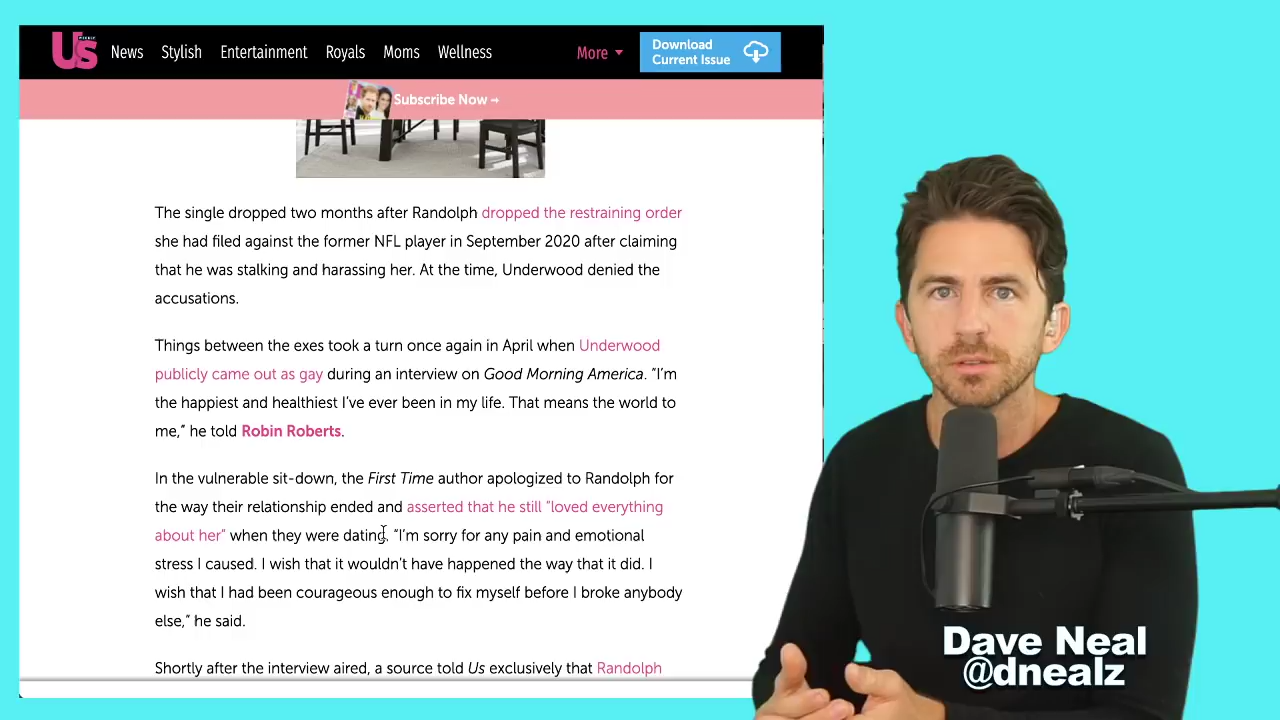 Us WEEKLY News Stylish Entertainment Royals Moms Wellness More Download
Current Issue
Subscribe Now →
The single dropped two months after Randolph dropped the restraining order
she had filed against the former NFL player in September 2020 after claiming
that he was stalking and harassing her. At the time, Underwood denied the
accusations.
Things between the exes took a turn once again in April when Underwood
publicly came out as gay during an interview on Good Morning America. “I’m
the happiest and healthiest I’ve ever been in my life. That means the world to
me,” he told Robin Roberts.
In the vulnerable sit-down, the First Time author apologized to Randolph for
the way their relationship ended and asserted that he still “loved everything
about her” when they were dating. “I’m sorry for any pain and emotional
stress I caused. I wish that it wouldn’t have happened the way that it did. I
wish that I had been courageous enough to fix myself before I broke anybody
else,” he said.
Shortly after the interview aired, a source told Us exclusively that Randolph
Dave Neal
@dnealz